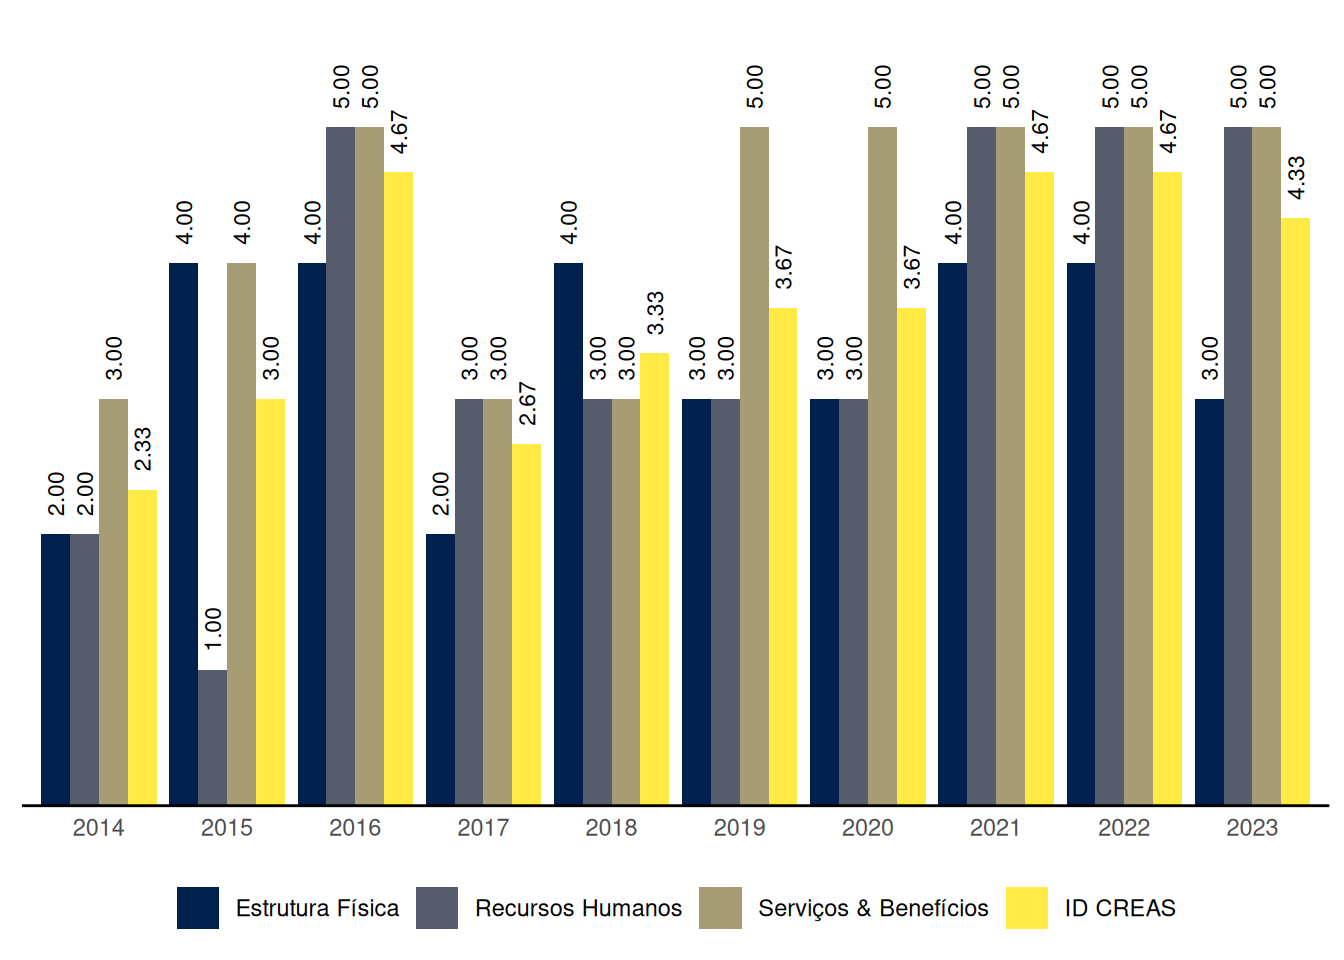 2.00 2.00 3.00 2.33
4.00 1.00 4.00 3.00
4.00 5.00 5.00 4.67
2.00 3.00 3.00 2.67
4.00 3.00 3.00 3.33
3.00 3.00 5.00 3.67
3.00 3.00 5.00 3.67
4.00 5.00 5.00 4.67
4.00 5.00 5.00 4.67
3.00 5.00 5.00 4.33
2014 2015 2016 2017 2018 2019 2020 2021 2022 2023
Estrutura Física Recursos Humanos Serviços & Benefícios ID CREAS